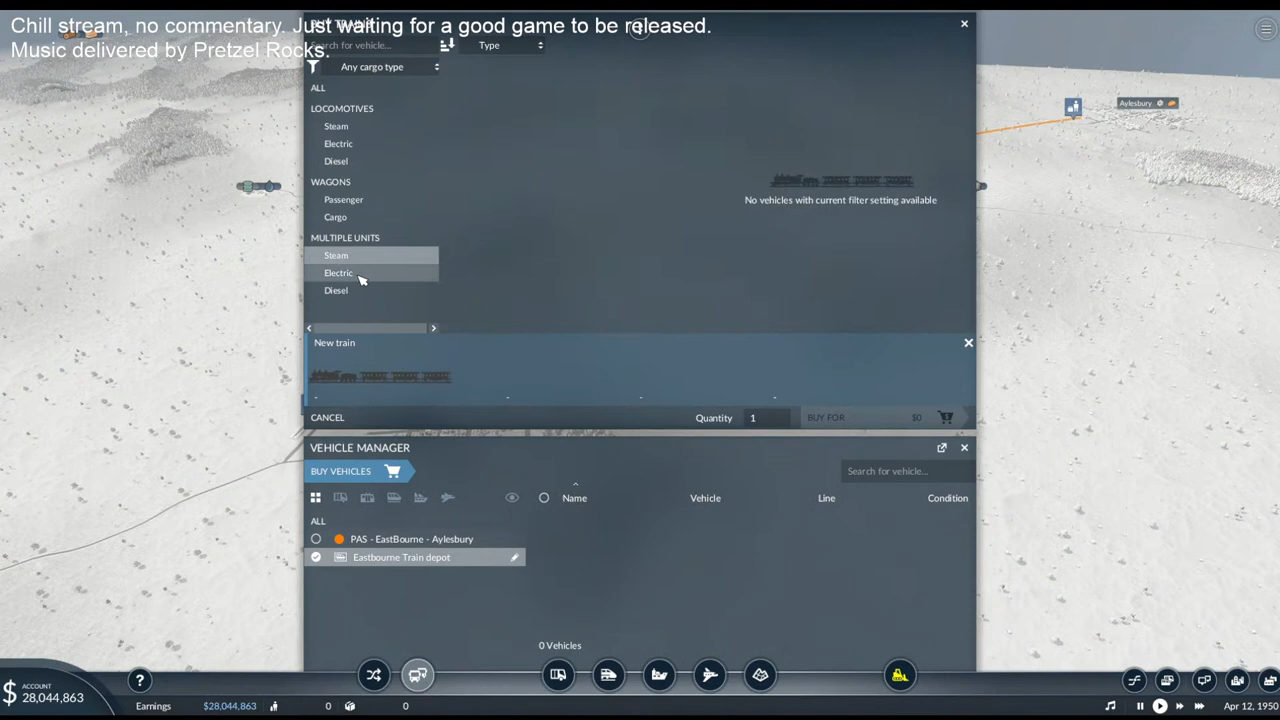 Chill stream, no commentary. Just waiting for a good game to be released.
Music delivered by Pretzel Rocks.
Search for vehicle...
Type
Any cargo type
ALL
LOCOMOTIVES
Steam
Electric
Diesel
WAGONS
Passenger
Cargo
MULTIPLE UNITS
Steam
Electric
Diesel
No vehicles with current filter setting available
Aylesbury
New train
CANCEL
Quantity 1
BUY FOR $0
VEHICLE MANAGER
BUY VEHICLES
Search for vehicle...
Name Vehicle Line Condition
ALL
PAS - EastBourne - Aylesbury
Eastbourne Train depot
0 Vehicles
$ ACCOUNT
28,044,863
?
Earnings $28,044,863 0 0
Apr 12, 1950